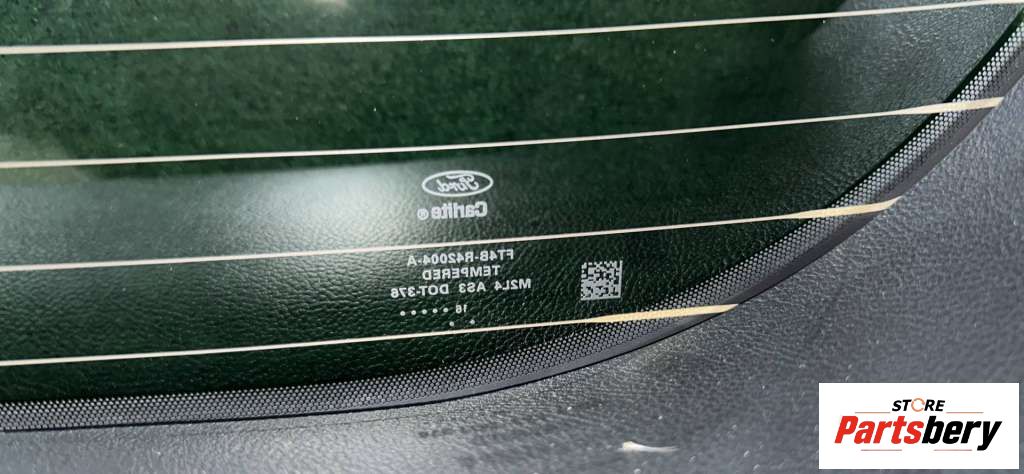 Ford
Carlite ®
FT4B-R42004-A
TEMPERED
M2L4 AS3 DOT-376
16
STORE
Partsbery